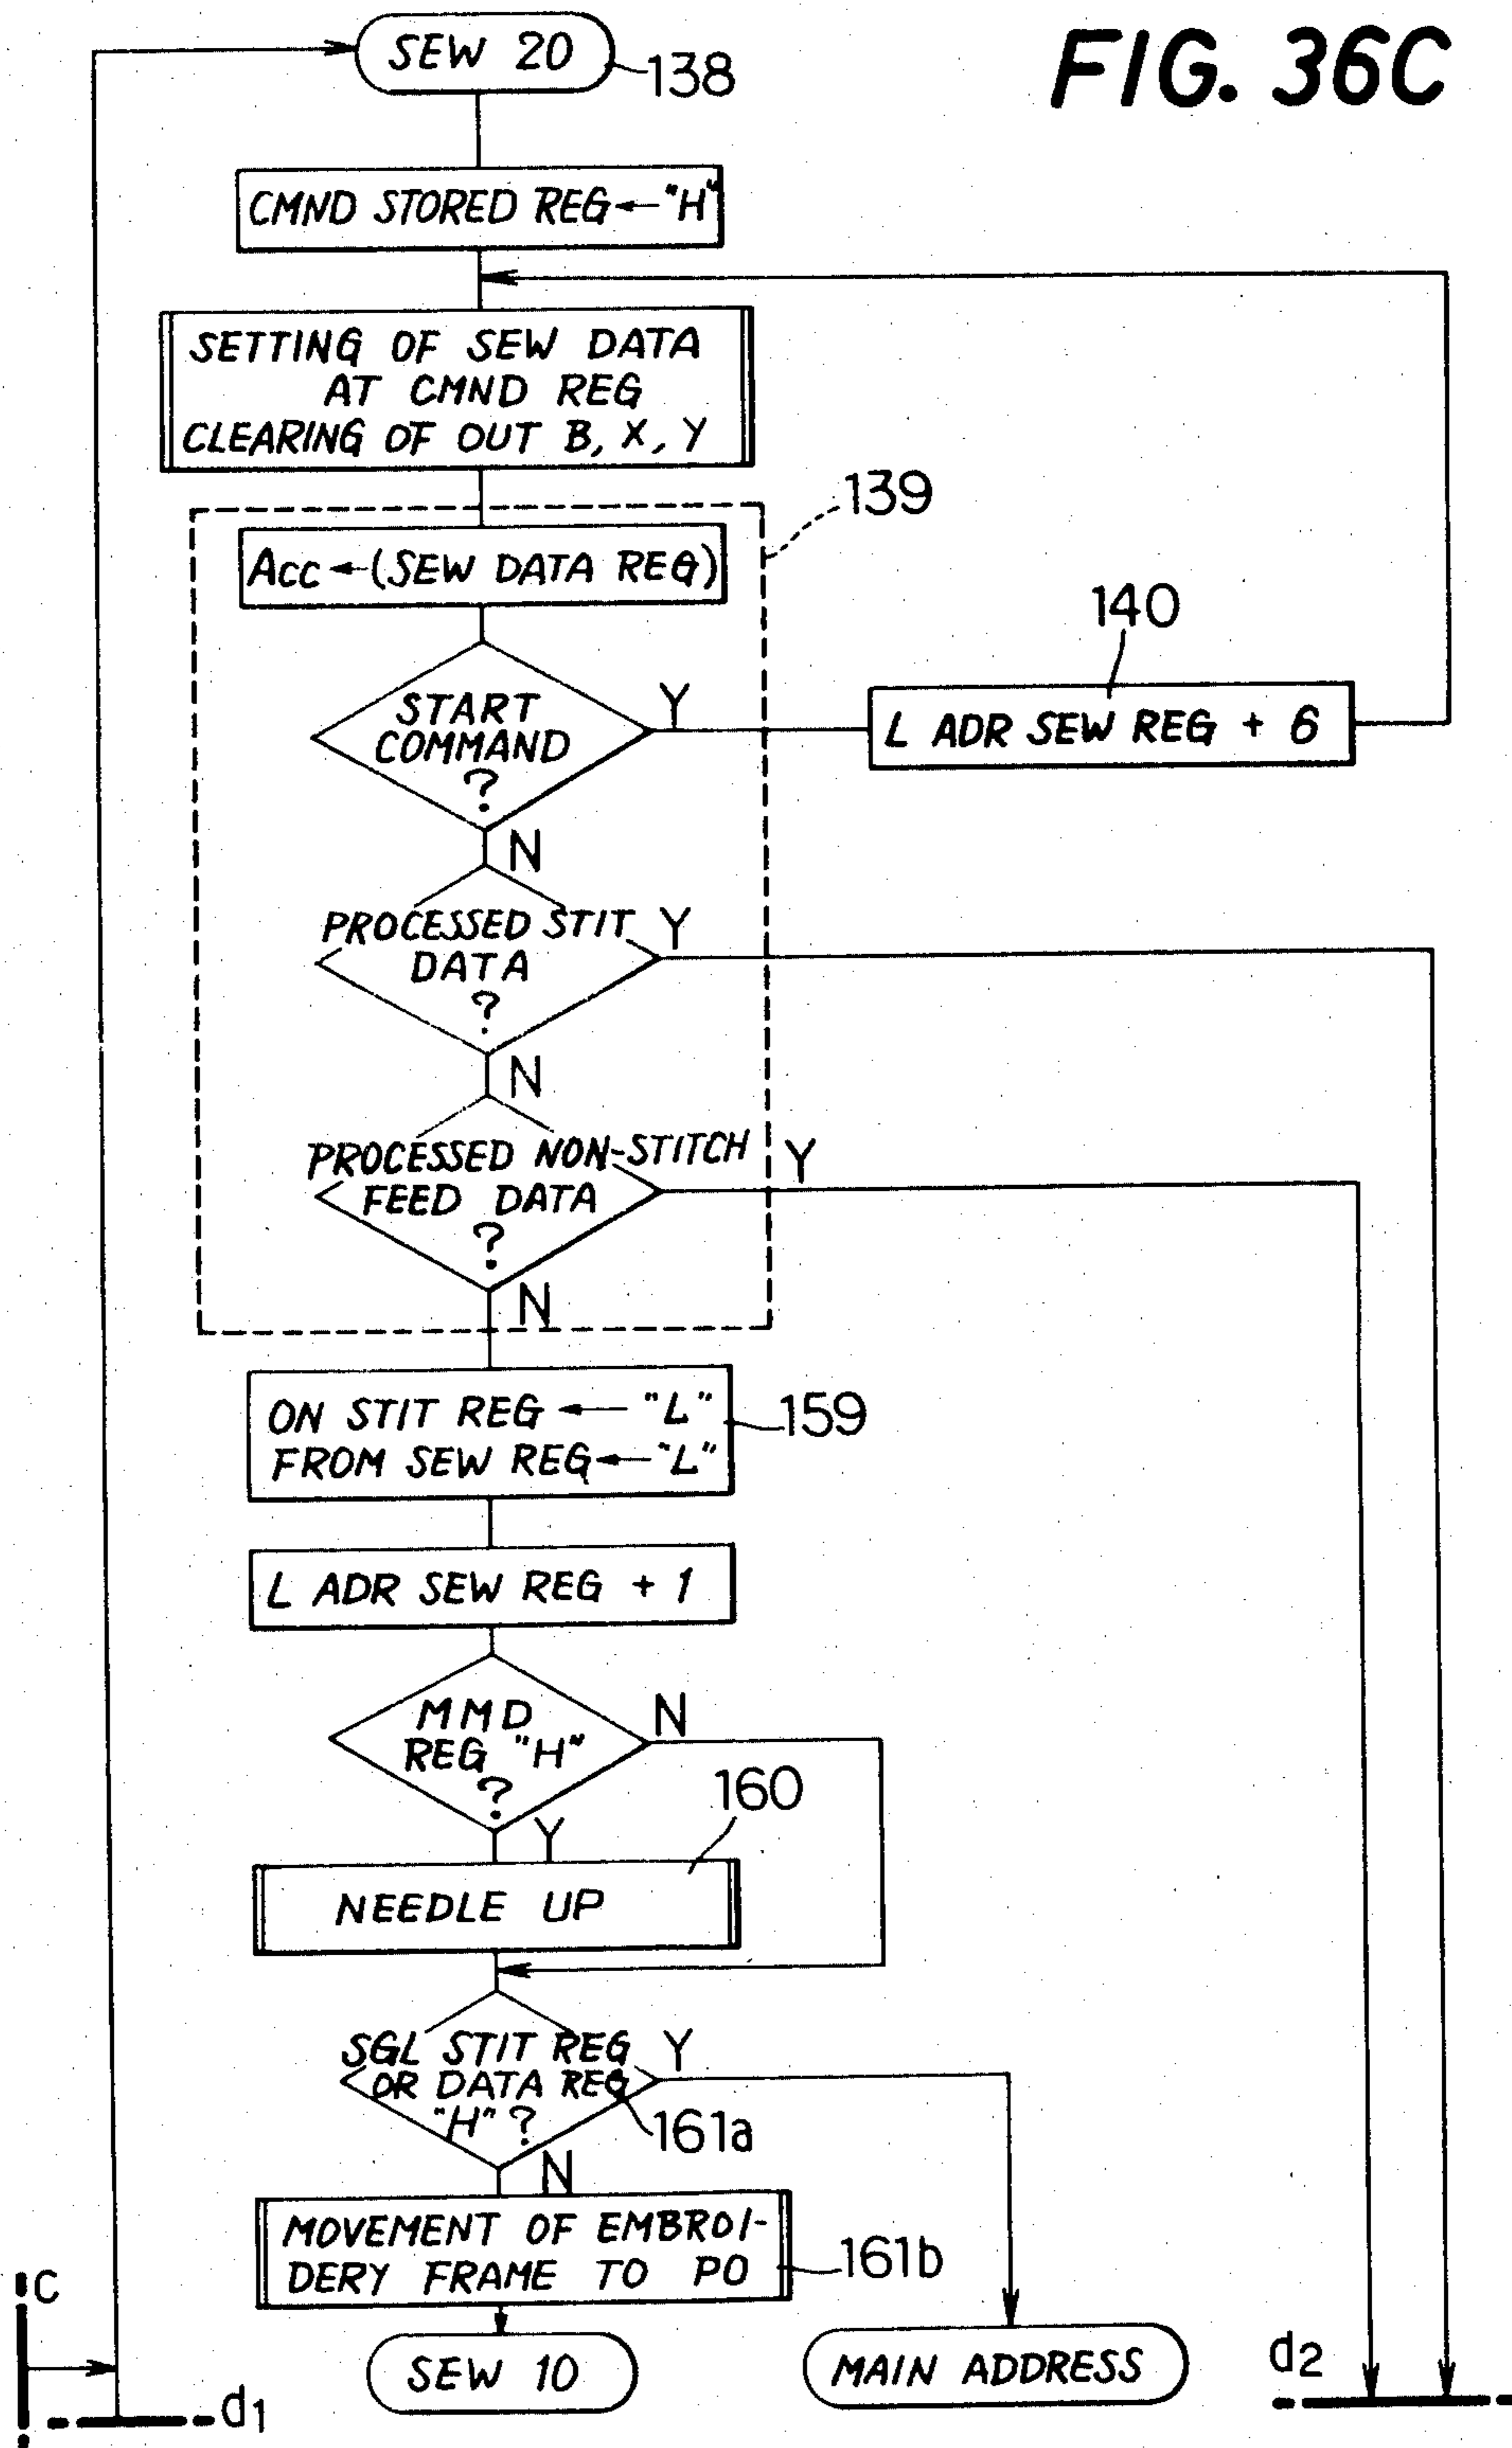 FIG. 36C
SEW 20
138
CMND STORED REG ← "H"
SETTING OF SEW DATA
AT CMND REG
CLEARING OF OUT B, X, Y
139
ACC ← (SEW DATA REG)
140
START
COMMAND
?
Y
L ADR SEW REG + 6
N
PROCESSED STIT
DATA
?
Y
N
PROCESSED NON-STITCH
FEED DATA
?
Y
N
ON STIT REG ← "L"
FROM SEW REG ← "L"
159
L ADR SEW REG + 1
MMD
REG "H"
?
N
Y
160
NEEDLE UP
SGL STIT REG
OR DATA REG
"H" ?
Y
161a
N
MOVEMENT OF EMBROI-
DERY FRAME TO PO
161b
C
SEW 10
MAIN ADDRESS
d2
d1